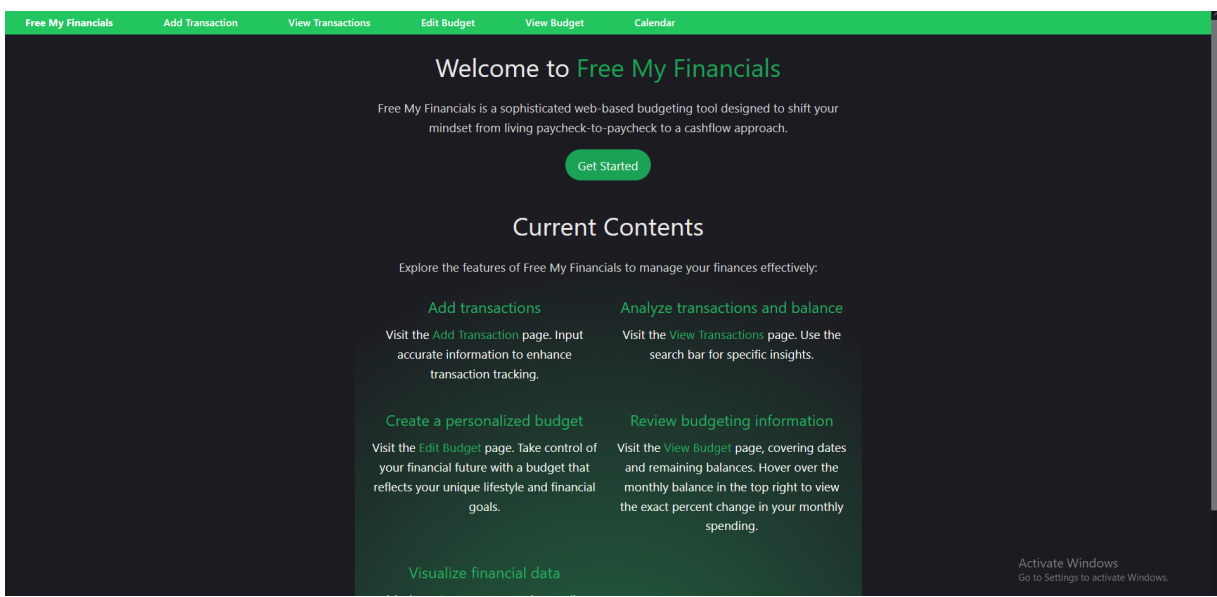 Free My Financials Add Transaction View Transactions Edit Budget View Budget Calendar
Welcome to Free My Financials
Free My Financials is a sophisticated web-based budgeting tool designed to shift your
mindset from living paycheck-to-paycheck to a cashflow approach.
Get Started
Current Contents
Explore the features of Free My Financials to manage your finances effectively:
Add transactions
Visit the Add Transaction page. Input
accurate information to enhance
transaction tracking.
Analyze transactions and balance
Visit the View Transactions page. Use the
search bar for specific insights.
Create a personalized budget
Visit the Edit Budget page. Take control of
your financial future with a budget that
reflects your unique lifestyle and financial
goals.
Review budgeting information
Visit the View Budget page, covering dates
and remaining balances. Hover over the
monthly balance in the top right to view
the exact percent change in your monthly
spending.
Visualize financial data
Activate Windows
Go to Settings to activate Windows.